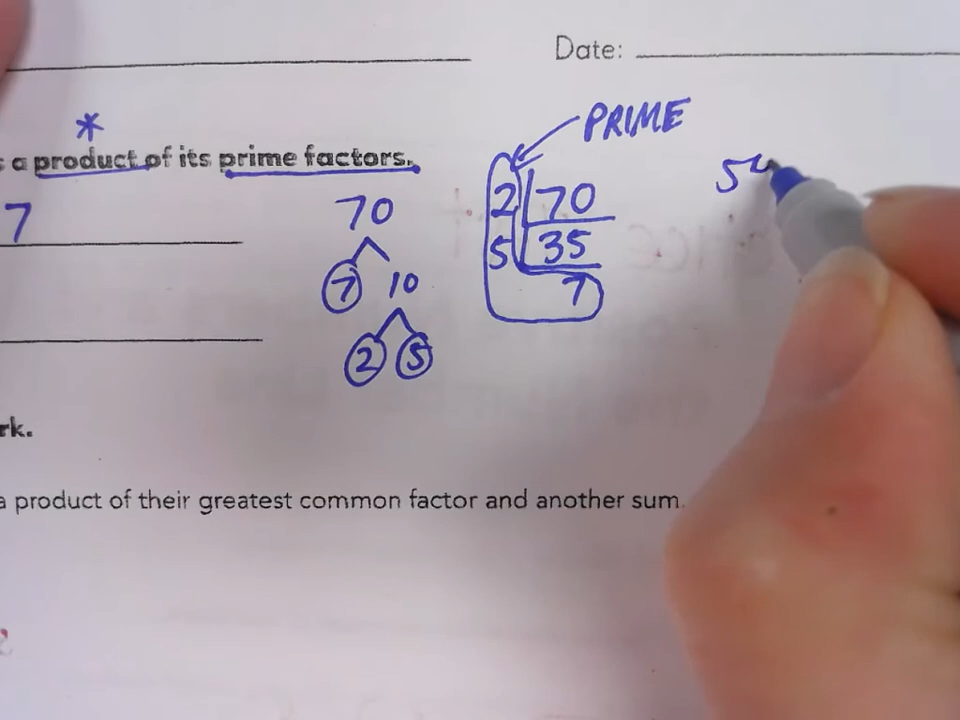 Date:
*
PRIME
s a product of its prime factors.
7
70
2 70
54
5 35
7 10
7
2 5
rk.
a product of their greatest common factor and another sum.